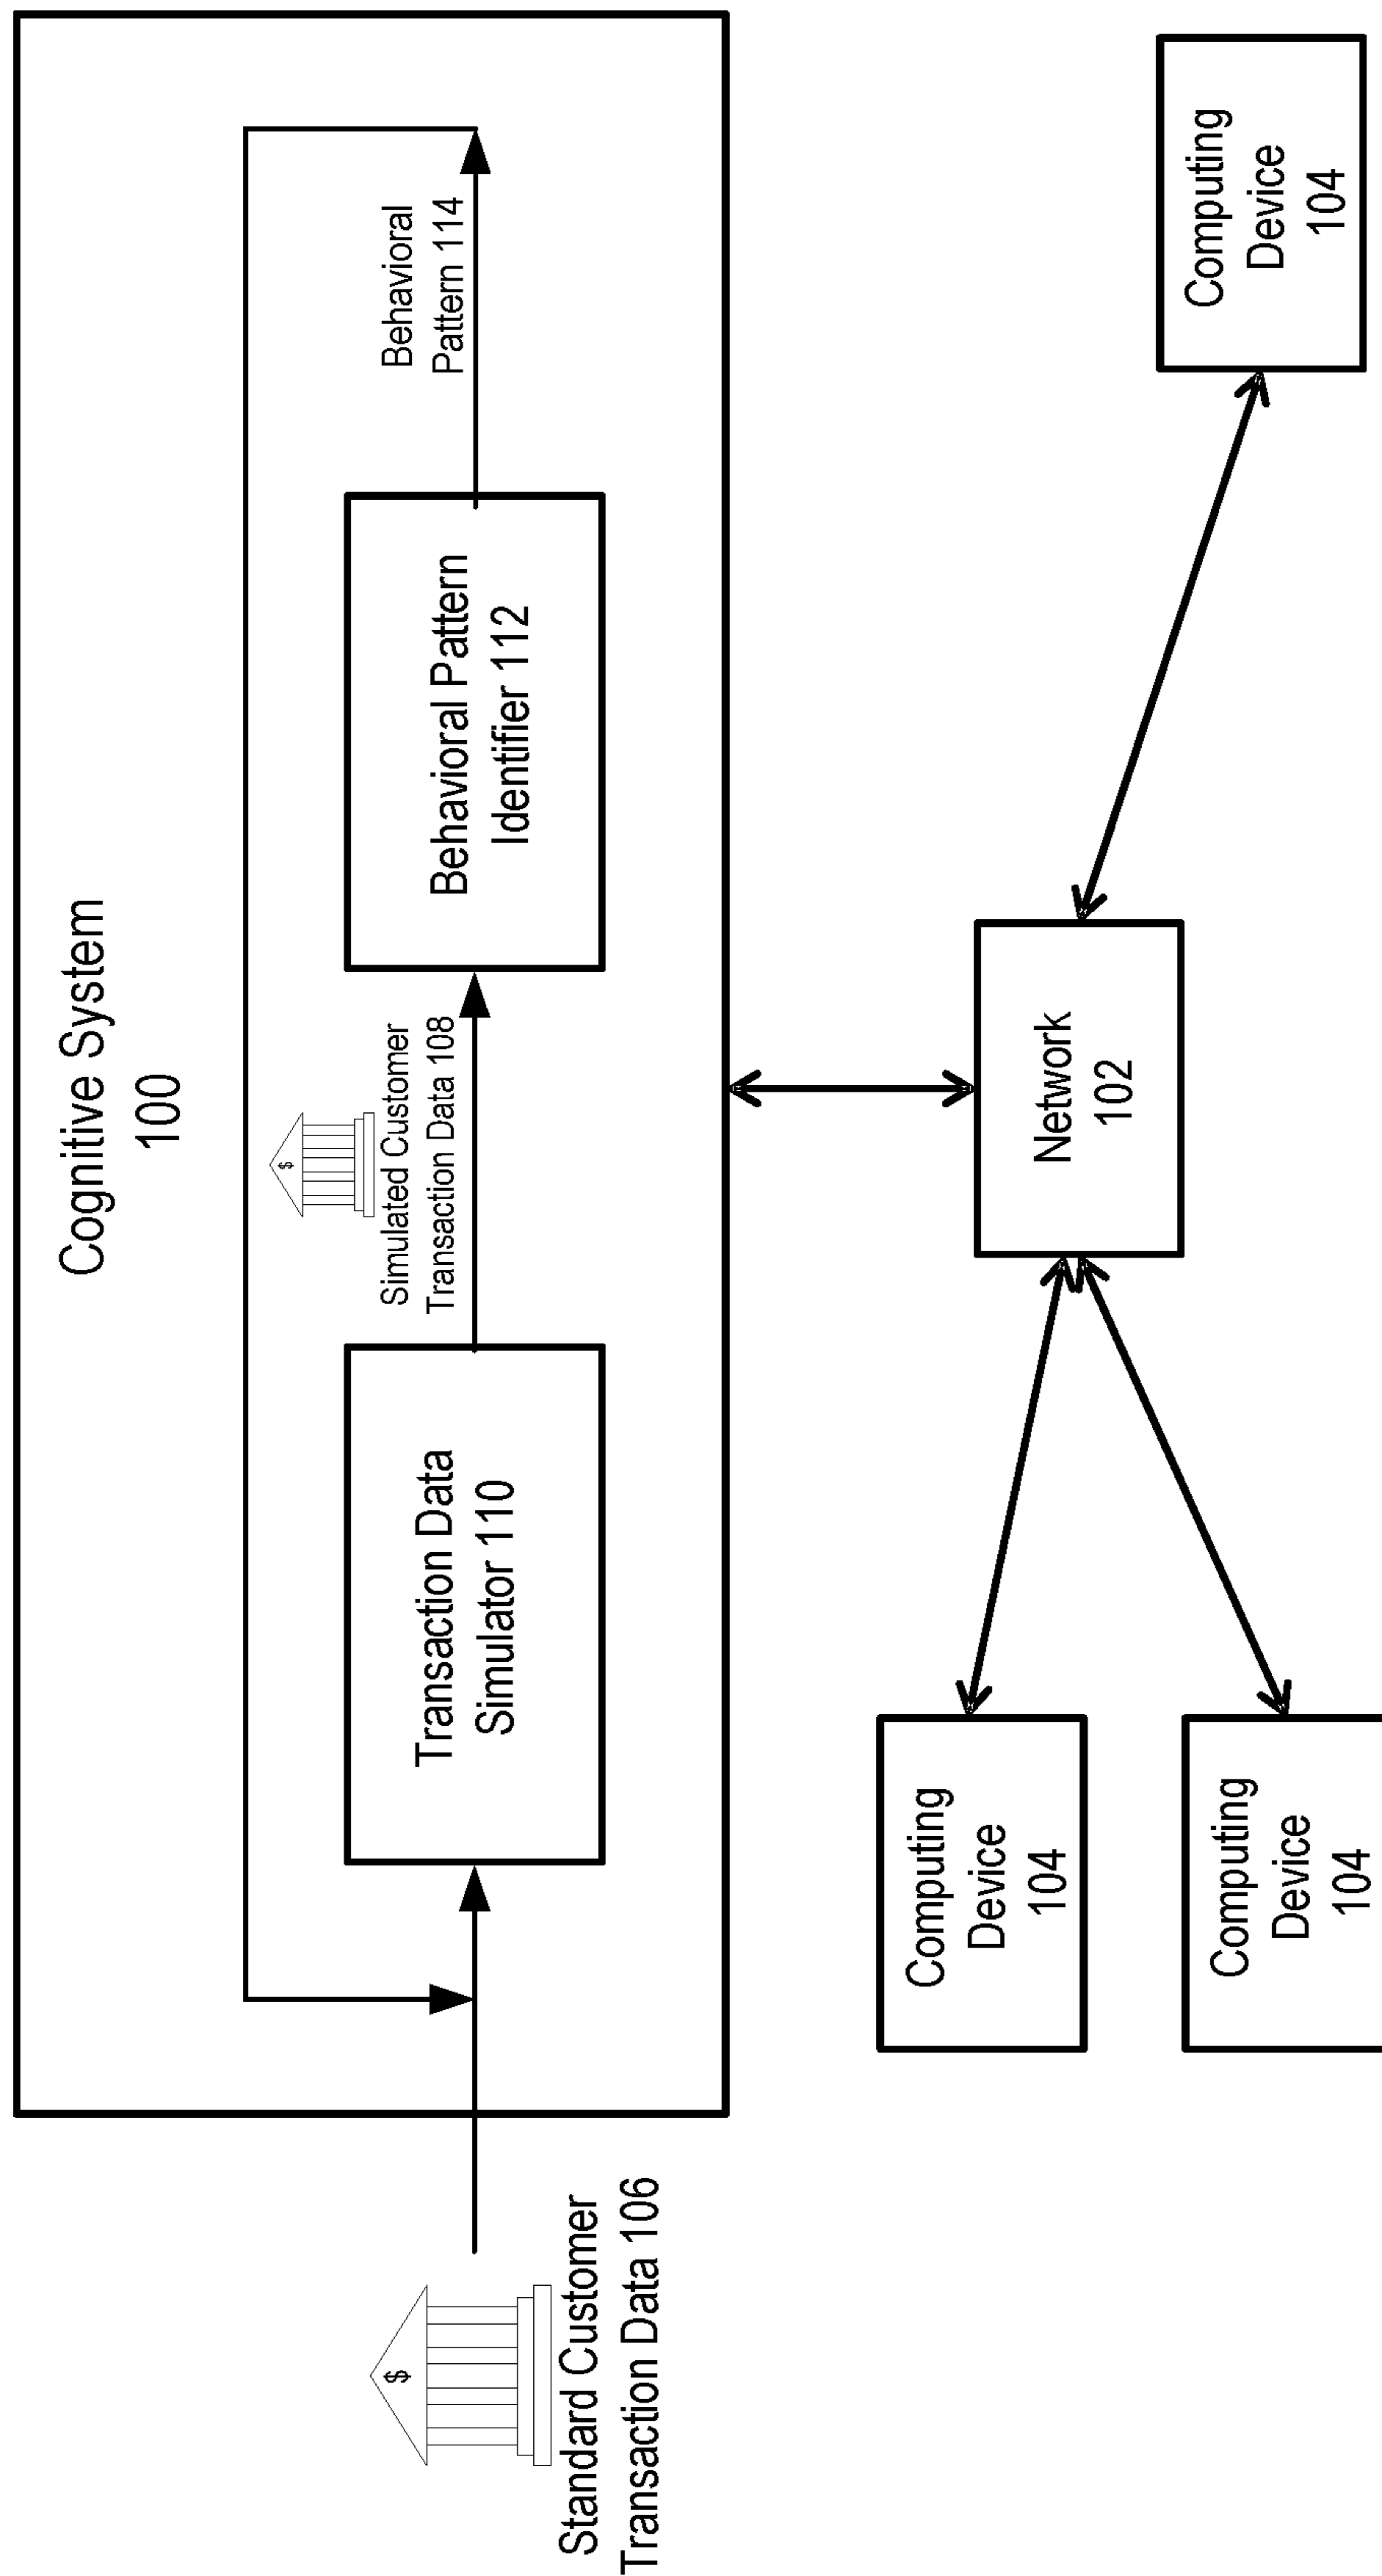 Cognitive System
100
$
Standard Customer
Transaction Data 106
Transaction Data
Simulator 110
$
Simulated Customer
Transaction Data 108
Behavioral Pattern
Identifier 112
Behavioral
Pattern 114
Computing
Device
104
Computing
Device
104
Network
102
Computing
Device
104